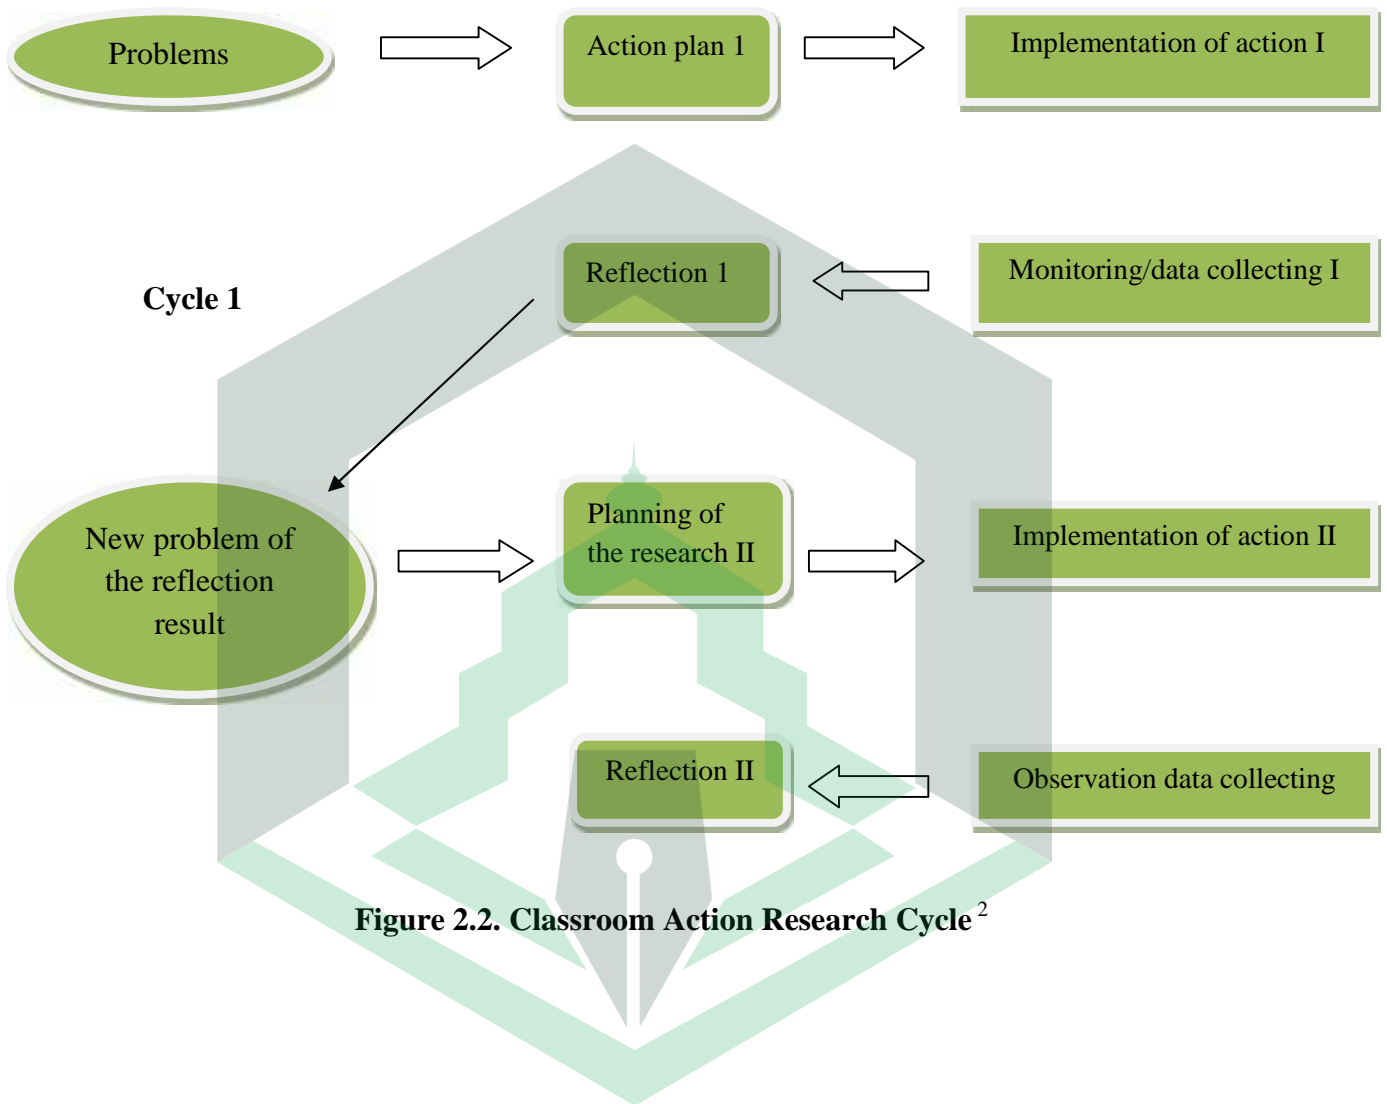 Problems
Action plan 1
Implementation of action I
Reflection 1
Monitoring/data collecting I
Cycle 1
New problem of
the reflection
result
Planning of
the research II
Implementation of action II
Reflection II
Observation data collecting
Figure 2.2. Classroom Action Research Cycle 2